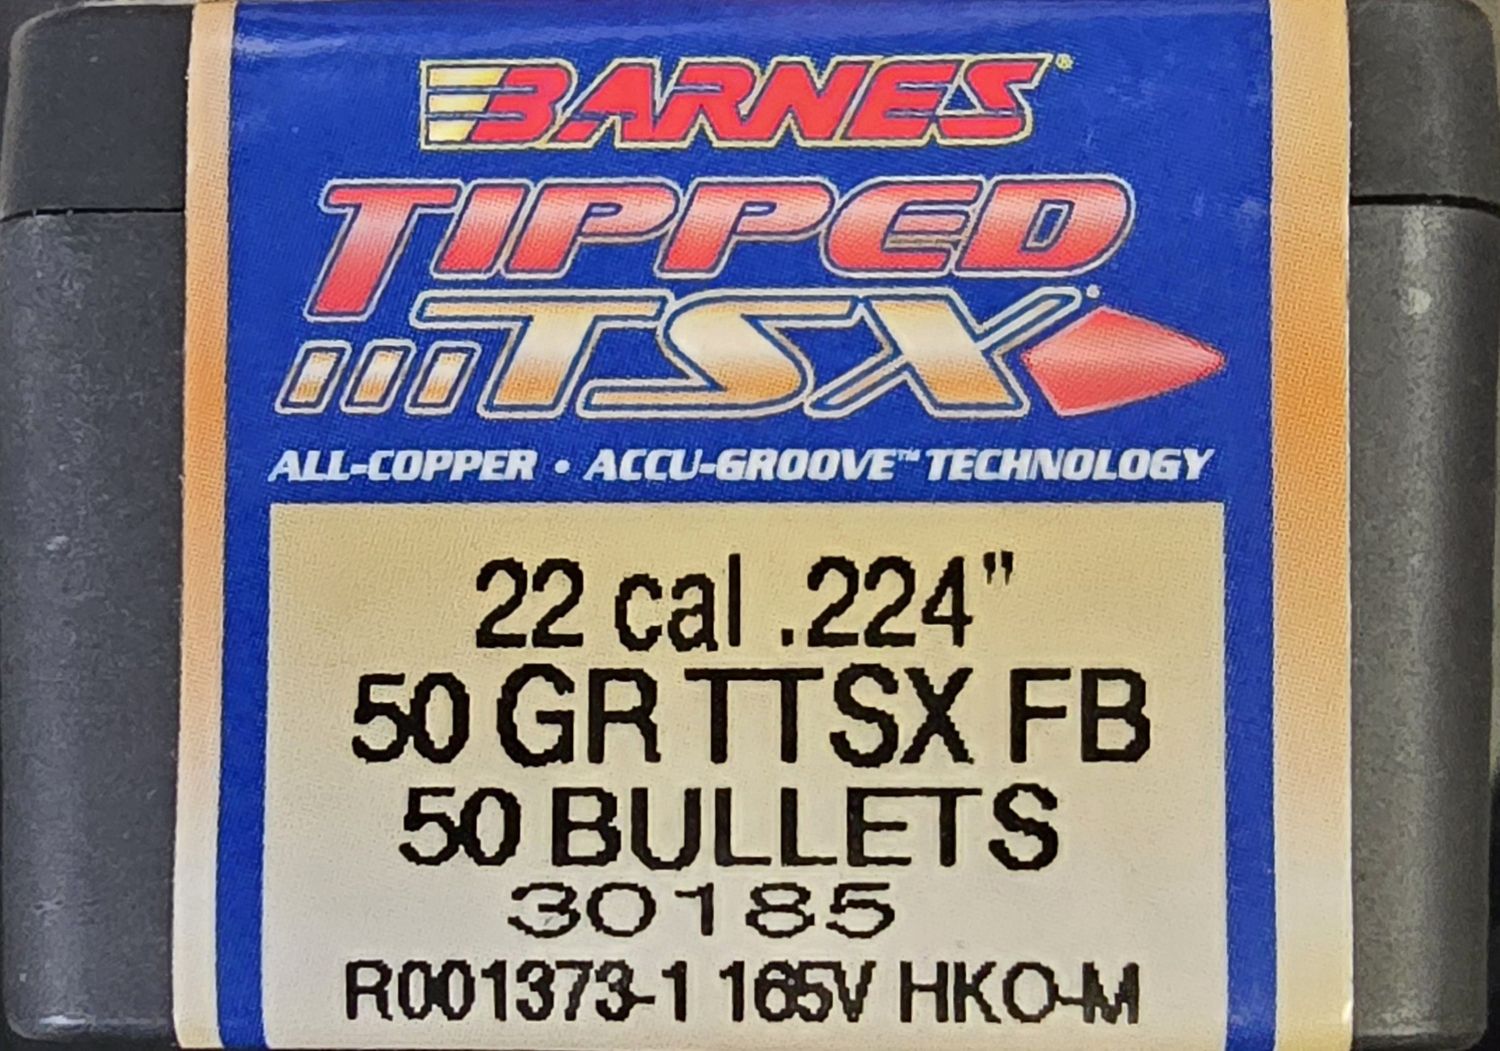 BARNES®
TIPPED
TSX
ALL-COPPER • ACCU-GROOVE™ TECHNOLOGY
22 cal .224"
50 GR TTSX FB
50 BULLETS
30185
R001373-1 165V HKO-M